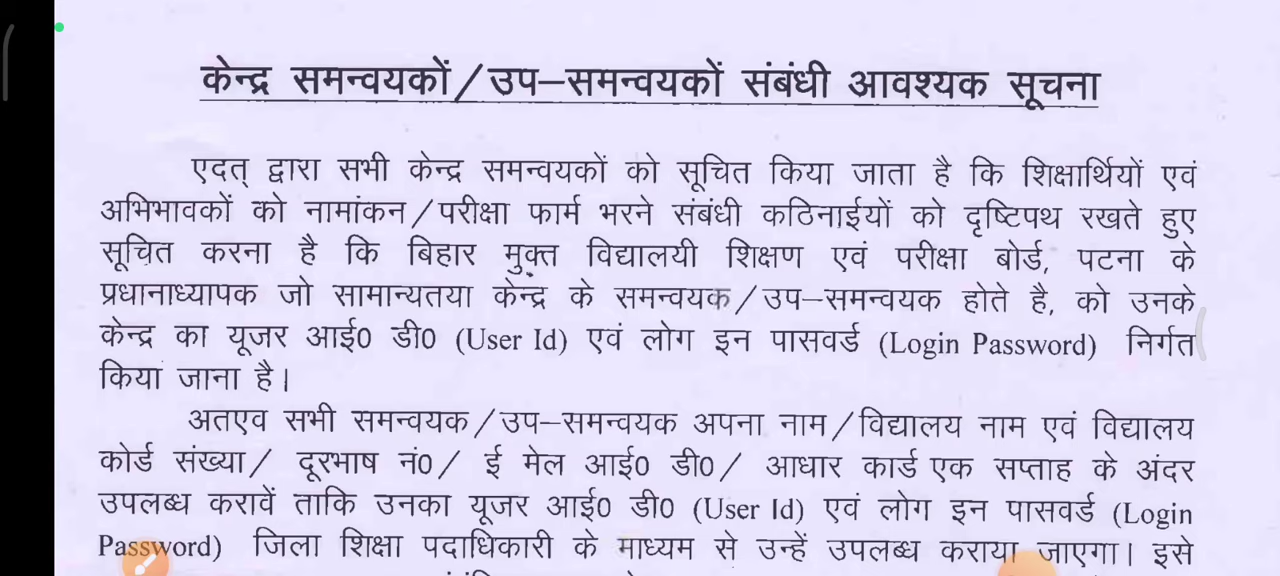 केन्द्र समन्वयकों/उप–समन्वयकों संबंधी आवश्यक सूचना
एदत् द्वारा सभी केन्द्र समन्वयकों को सूचित किया जाता है कि शिक्षार्थियों एवं
अभिभावकों को नामांकन/परीक्षा फार्म भरने संबंधी कठिनाईयों को दृष्टिपथ रखते हुए
सूचित करना है कि बिहार मुक्त विद्यालयी शिक्षण एवं परीक्षा बोर्ड, पटना के
प्रधानाध्यापक जो सामान्यतया केन्द्र के समन्वयक/उप–समन्वयक होते है, को उनके
केन्द्र का यूजर आई0 डी0 (User Id) एवं लोग इन पासवर्ड (Login Password) निर्गत
किया जाना है।
अतएव सभी समन्वयक/उप–समन्वयक अपना नाम/विद्यालय नाम एवं विद्यालय
कोर्ड संख्या/ दूरभाष नं0/ ई मेल आई0 डी0/ आधार कार्ड एक सप्ताह के अंदर
उपलब्ध करावें ताकि उनका यूजर आई0 डी0 (User Id) एवं लोग इन पासवर्ड (Login
Password) जिला शिक्षा पदाधिकारी के माध्यम से उन्हें उपलब्ध कराया जाएगा। इसे